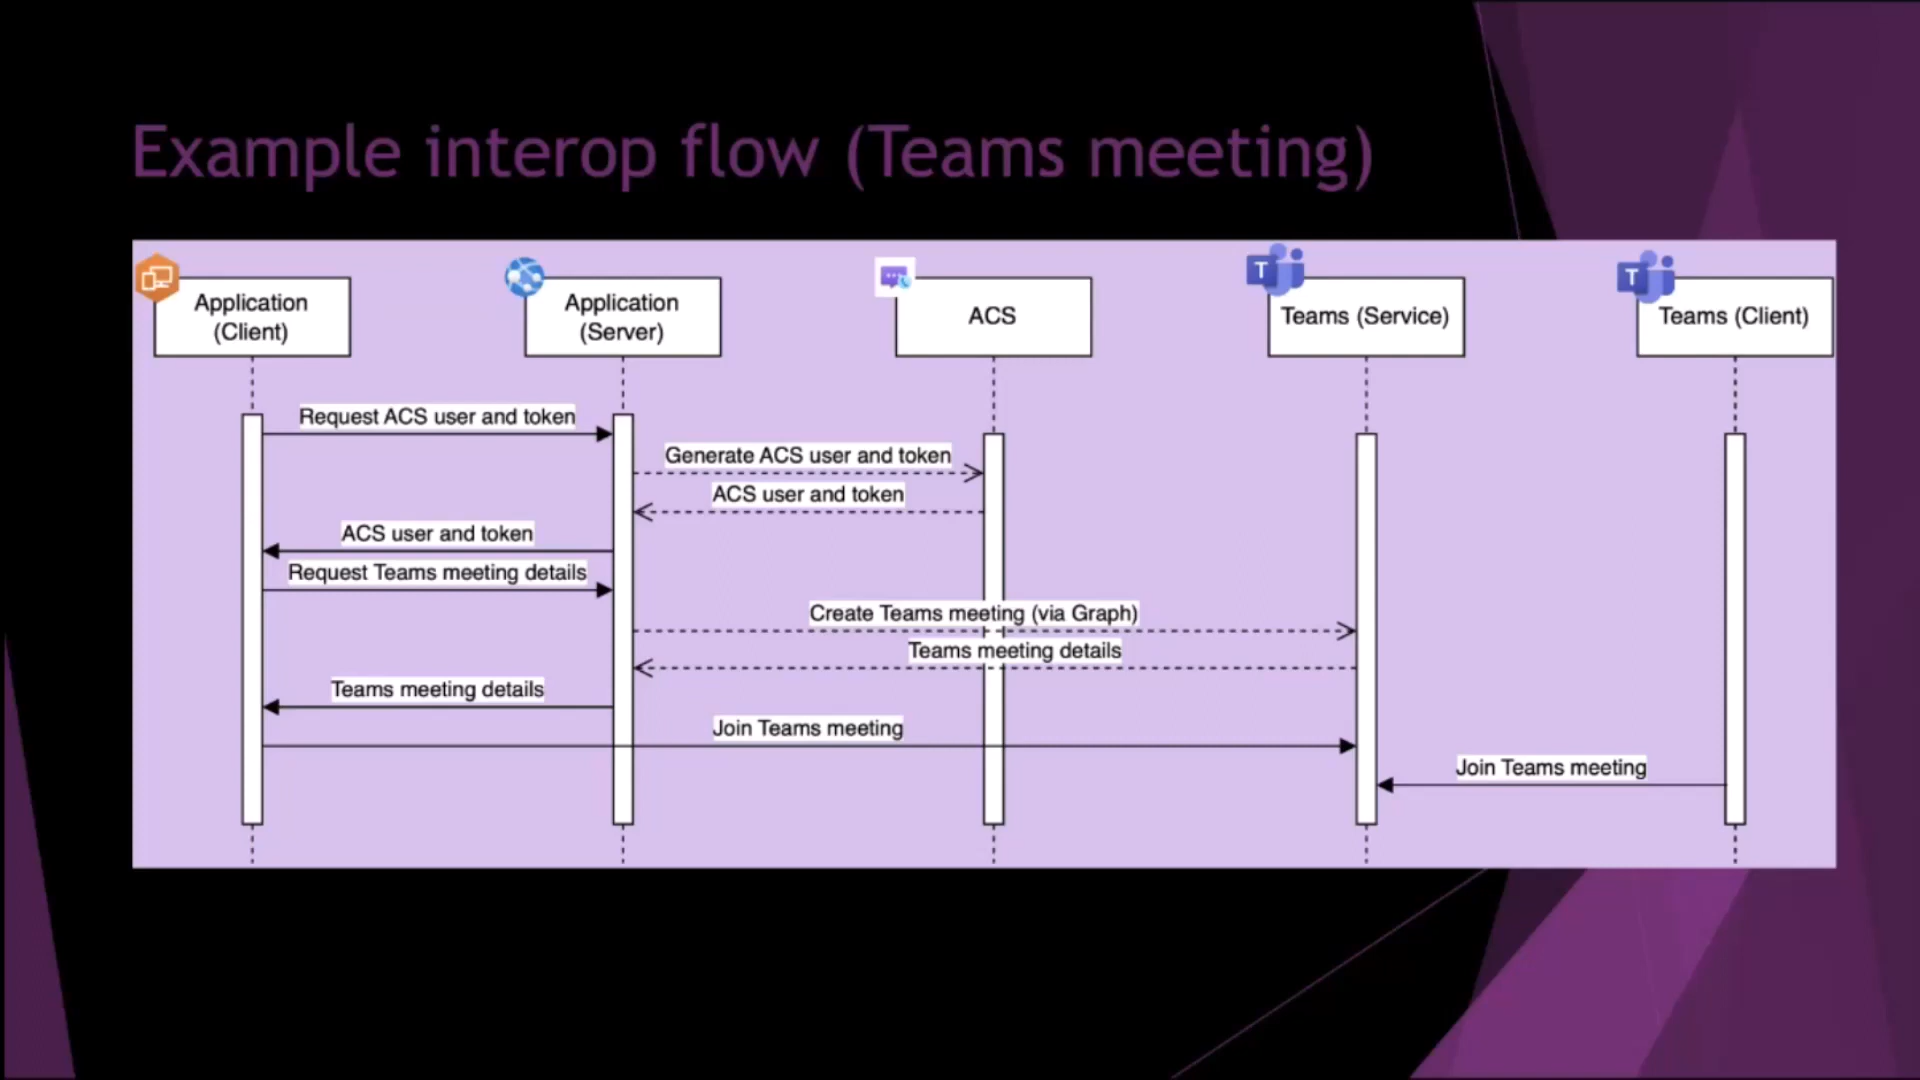 Example interop flow (Teams meeting)
Application
(Client)
Application
(Server)
ACS
T
Teams (Service)
T
Teams (Client)
Request ACS user and token
Generate ACS user and token
ACS user and token
ACS user and token
Request Teams meeting details
Create Teams meeting (via Graph)
Teams meeting details
Teams meeting details
Join Teams meeting
Join Teams meeting